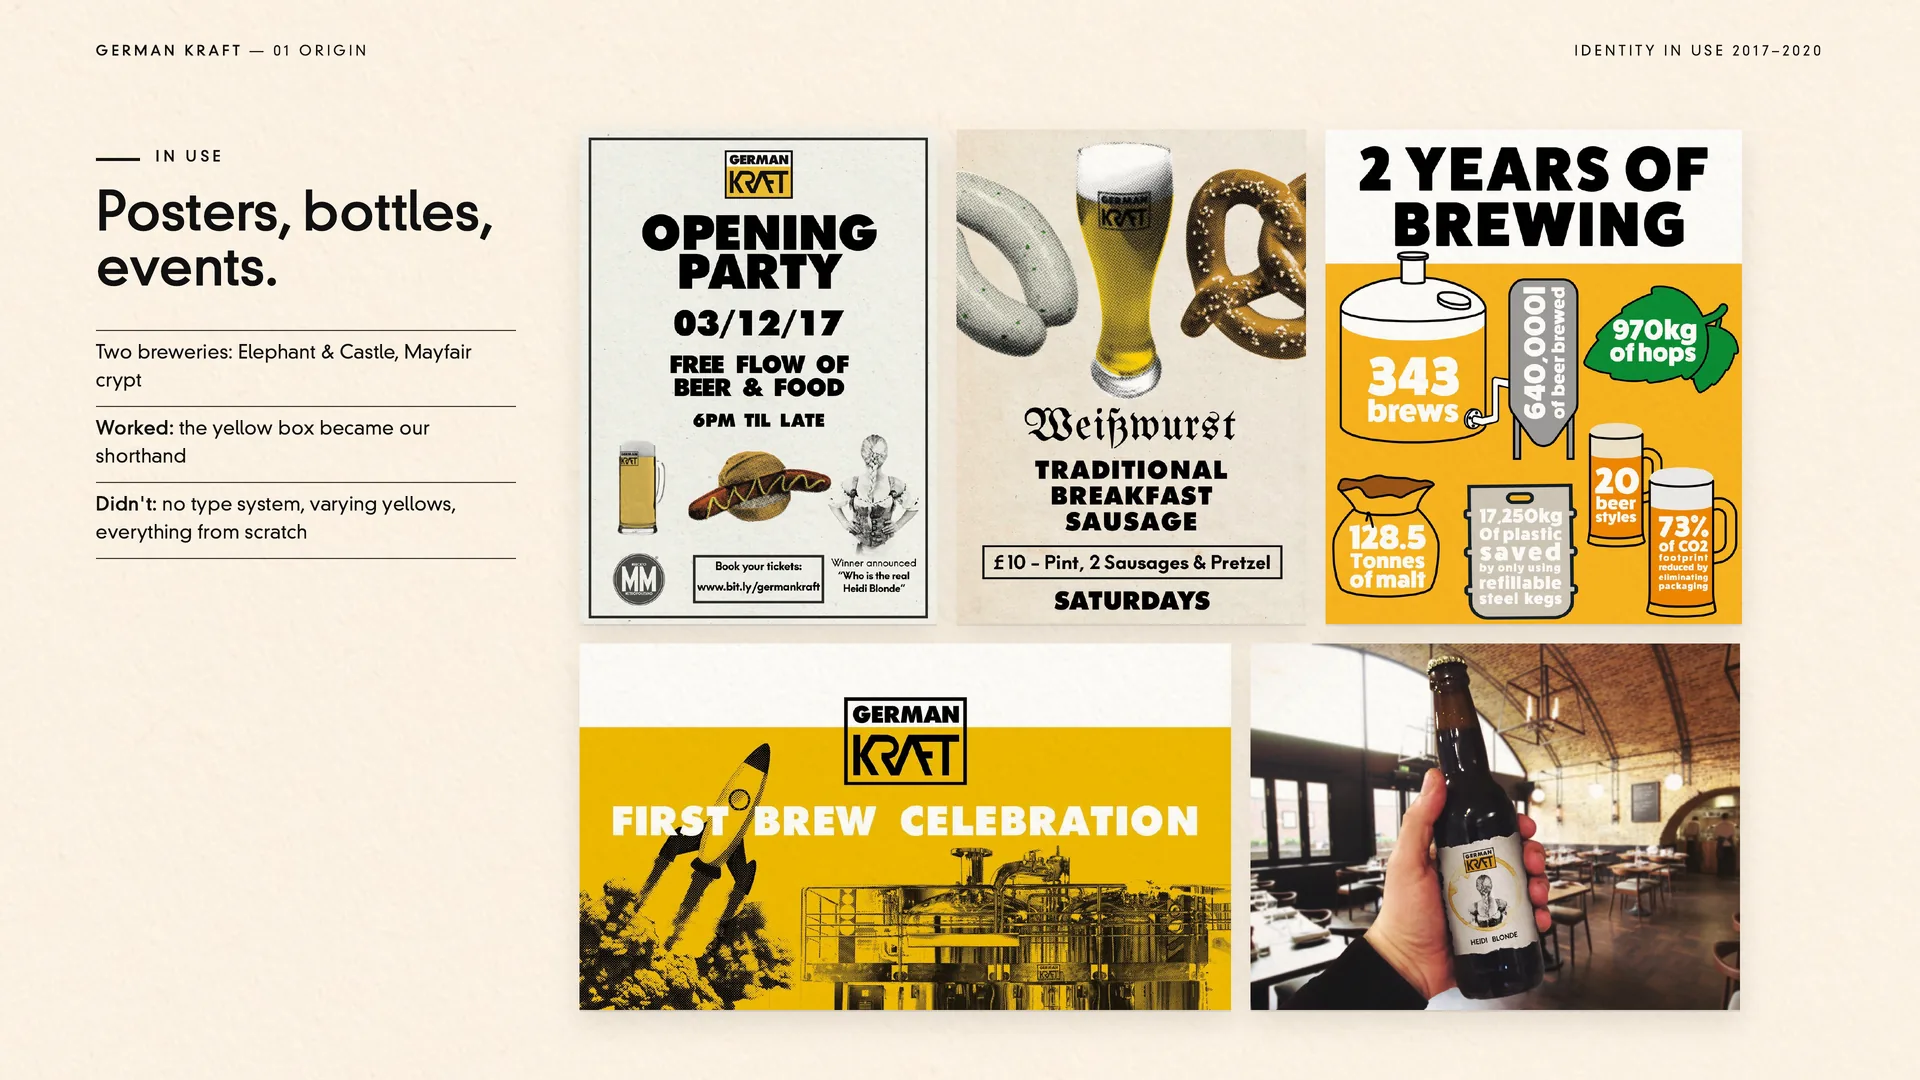 GERMAN KRAFT — 01 ORIGIN
IDENTITY IN USE 2017–2020
IN USE
Posters, bottles,
events.
Two breweries: Elephant & Castle, Mayfair
crypt
Worked: the yellow box became our
shorthand
Didn't: no type system, varying yellows,
everything from scratch
GERMAN
KRAFT
OPENING
PARTY
03/12/17
FREE FLOW OF
BEER & FOOD
6PM TIL LATE
GERMAN
KRAFT
MM
Book your tickets:
www.bit.ly/germankraft
Winner announced
“Who is the real
Heidi Blonde”
GERMAN
KRAFT
Weißwurst
TRADITIONAL
BREAKFAST
SAUSAGE
£10 – Pint, 2 Sausages & Pretzel
SATURDAYS
2 YEARS OF
BREWING
343
brews
640,000l
of beer brewed
970kg
of hops
20
beer
styles
73%
of CO2
footprint
reduced by
eliminating
packaging
128.5
Tonnes
of malt
17,250kg
Of plastic
saved
by only using
refillable
steel kegs
GERMAN
KRAFT
FIRST BREW CELEBRATION
GERMAN
KRAFT
GERMAN
KRAFT
HEIDI BLONDE